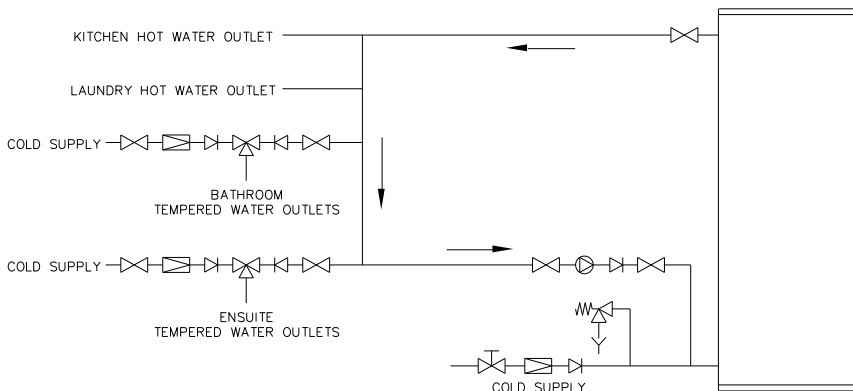 KITCHEN HOT WATER OUTLET
LAUNDRY HOT WATER OUTLET
COLD SUPPLY
BATHROOM
TEMPERED WATER OUTLETS
COLD SUPPLY
ENSUITE
TEMPERED WATER OUTLETS
COLD SUPPLY